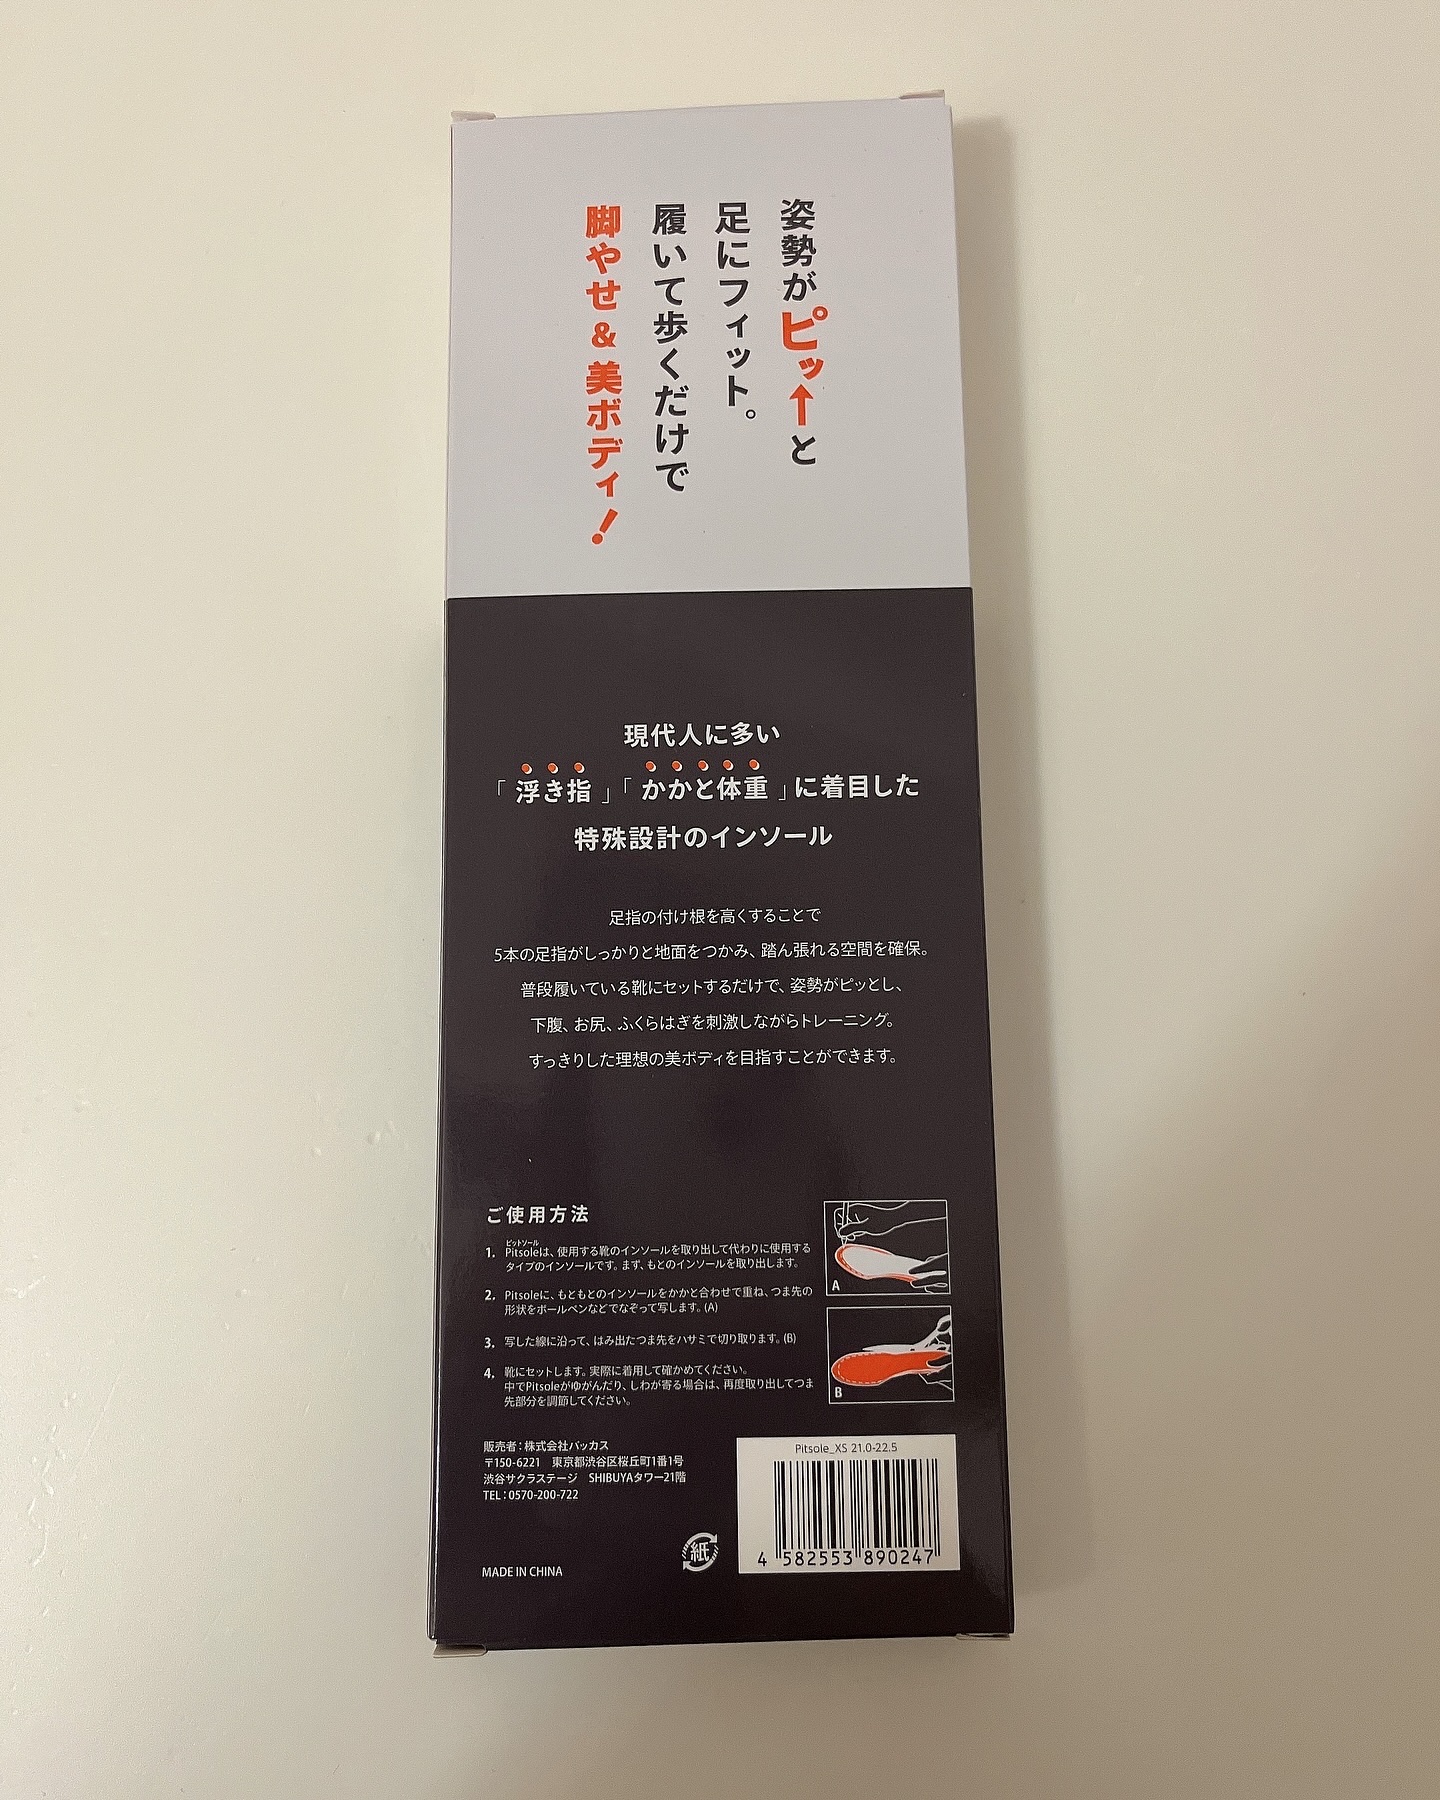 姿勢がピッ↑と
足にフィット。
履いて歩くだけで
脚やせ&美ボディ!
現代人に多い
「浮き指」「かかと体重」に着目した
特殊設計のインソール
足指の付け根を高くすることで
5本の足指がしっかりと地面をつかみ、踏ん張れる空間を確保。
普段履いている靴にセットするだけで、姿勢がピッとし、
下腹、お尻、ふくらはぎを刺激しながらトレーニング。
すっきりした理想の美ボディを目指すことができます。
ご使用方法
ピットソール
1. Pitsoleは、使用する靴のインソールを取り出して代わりに使用する
タイプのインソールです。まず、もとのインソールを取り出します。
2. Pitsoleに、もともとのインソールをかかと合わせで重ね、つま先の
形状をボールペンなどでなぞって写します。(A)
3. 写した線に沿って、はみ出たつま先をハサミで切り取ります。(B)
4. 靴にセットします。実際に着用して確かめてください。
中でPitsoleがゆがんだり、しわが寄る場合は、再度取り出してつま
先部分を調節してください。
A
B
販売者:株式会社バッカス
〒150-6221 東京都渋谷区桜丘町1番1号
渋谷サクラステージ SHIBUYAタワー21階
TEL:0570-200-722
MADE IN CHINA
紙
Pitsole_XS 21.0-22.5
4 582553 890247